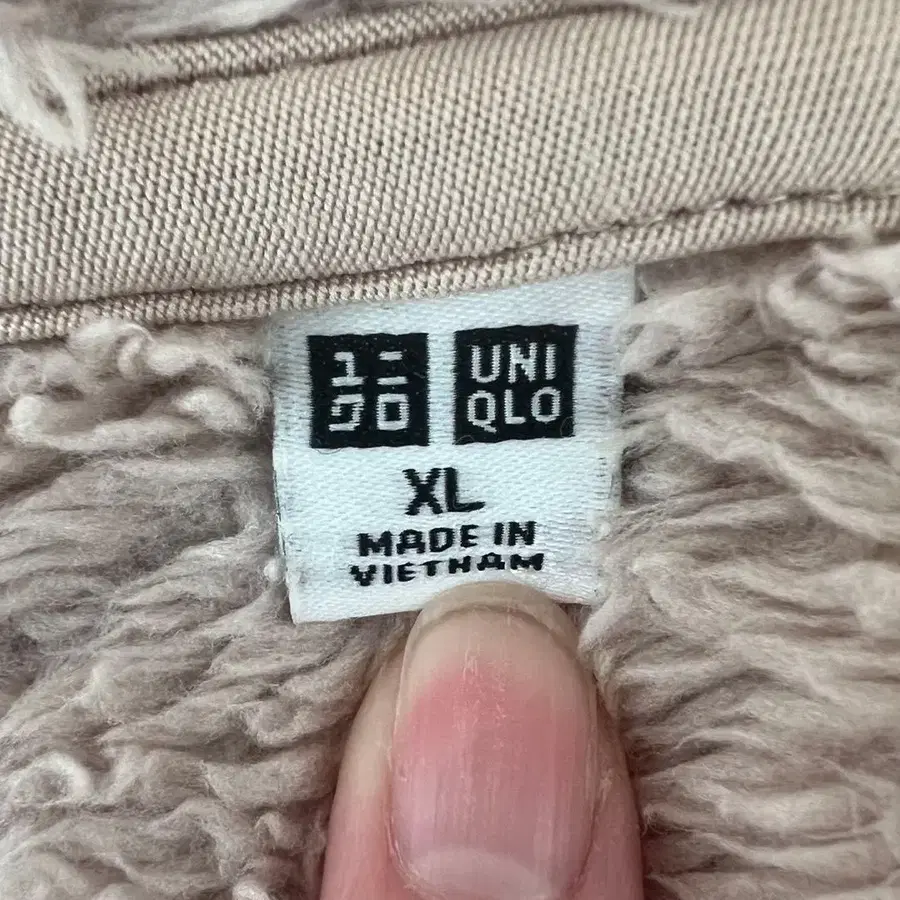 ユニ
クロ
UNI
QLO
XL
MADE IN
VIETNAM